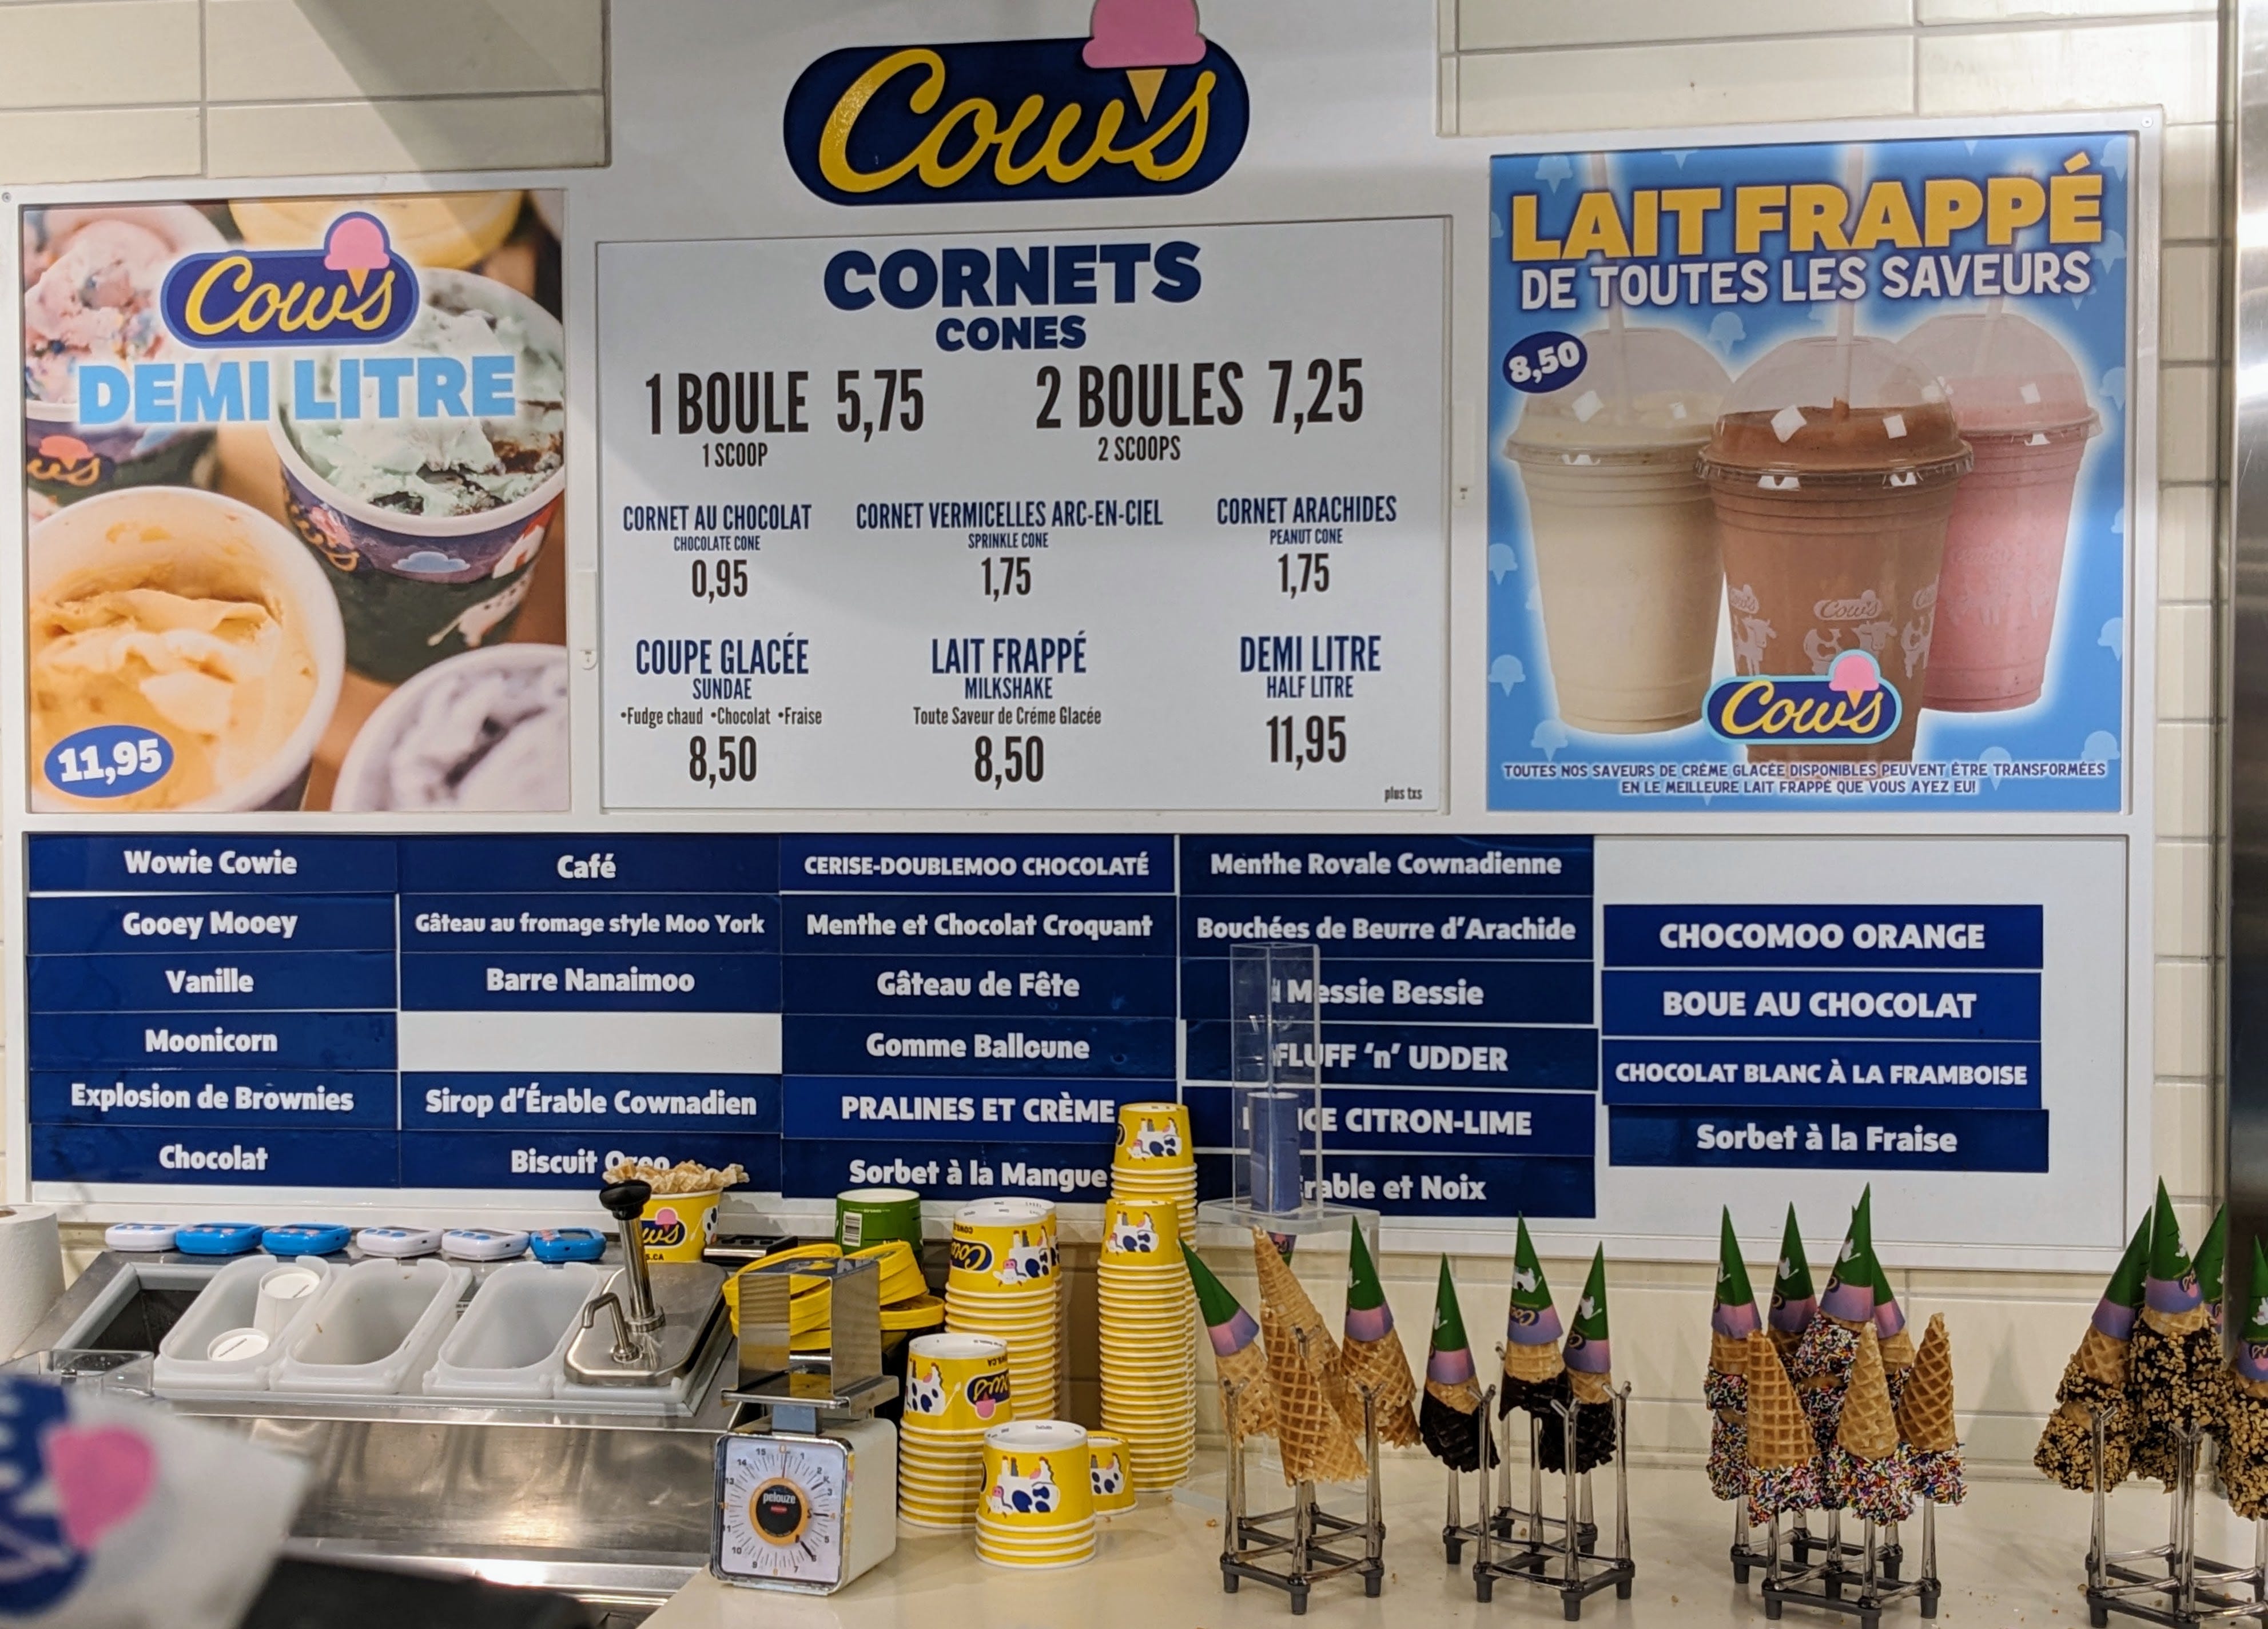 Cow's
Cow's
DEMI LITRE
11,95
CORNETS
CONES
1 BOULE 5,75
1 SCOOP
2 BOULES 7,25
2 SCOOPS
CORNET AU CHOCOLAT
CHOCOLATE CONE
0,95
CORNET VERMICELLES ARC-EN-CIEL
SPRINKLE CONE
1,75
CORNET ARACHIDES
PEANUT CONE
1,75
COUPE GLACÉE
SUNDAE
•Fudge chaud •Chocolat •Fraise
8,50
LAIT FRAPPÉ
MILKSHAKE
Toute Saveur de Créme Glacée
8,50
DEMI LITRE
HALF LITRE
11,95
plus txs
LAIT FRAPPÉ
DE TOUTES LES SAVEURS
8,50
Cow's
Cow's
TOUTES NOS SAVEURS DE CRÈME GLACÉE DISPONIBLES PEUVENT ÊTRE TRANSFORMÉES
EN LE MEILLEURE LAIT FRAPPÉ QUE VOUS AYEZ EU!
Wowie Cowie
Gooey Mooey
Vanille
Moonicorn
Explosion de Brownies
Chocolat
Café
Gâteau au fromage style Moo York
Barre Nanaimoo
Sirop d'Érable Cownadien
Biscuit Oreo
CERISE-DOUBLEMOO CHOCOLATÉ
Menthe et Chocolat Croquant
Gâteau de Fête
Gomme Balloune
PRALINES ET CRÈME
Sorbet à la Mangue
Menthe Rovale Cownadienne
Bouchées de Beurre d'Arachide
Messie Bessie
FLUFF 'n' UDDER
CITRON-LIME
et Noix
CHOCOMOO ORANGE
BOUE AU CHOCOLAT
CHOCOLAT BLANC À LA FRAMBOISE
Sorbet à la Fraise
pelouze